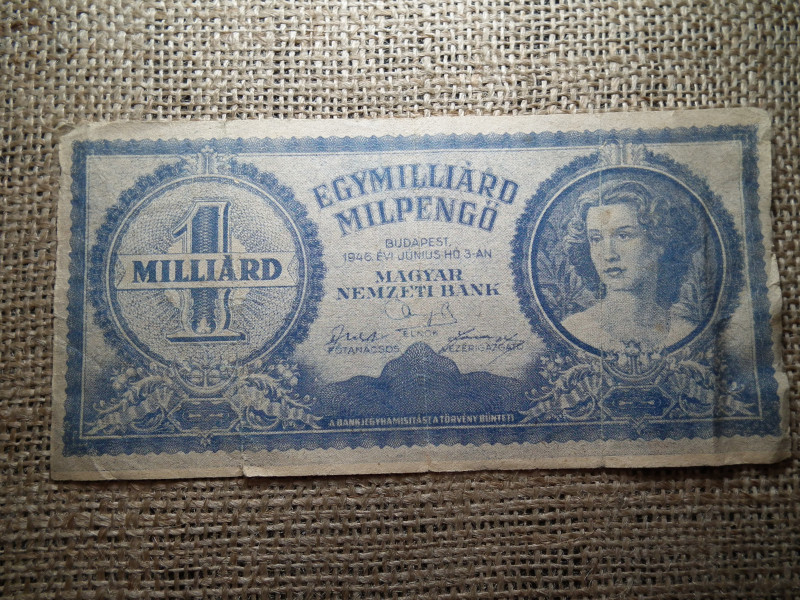 1
MILLIÁRD
EGYMILLIÁRD
MILPENGŐ
BUDAPEST,
1946. ÉVI JÚNIUS HÓ 3-ÁN
MAGYAR
NEMZETI BANK
ELNÖK
FŐTANÁCSOS
VEZÉRIGAZGATÓ
A BANKJEGYHAMISÍTÁST A TÖRVÉNY BÜNTETI